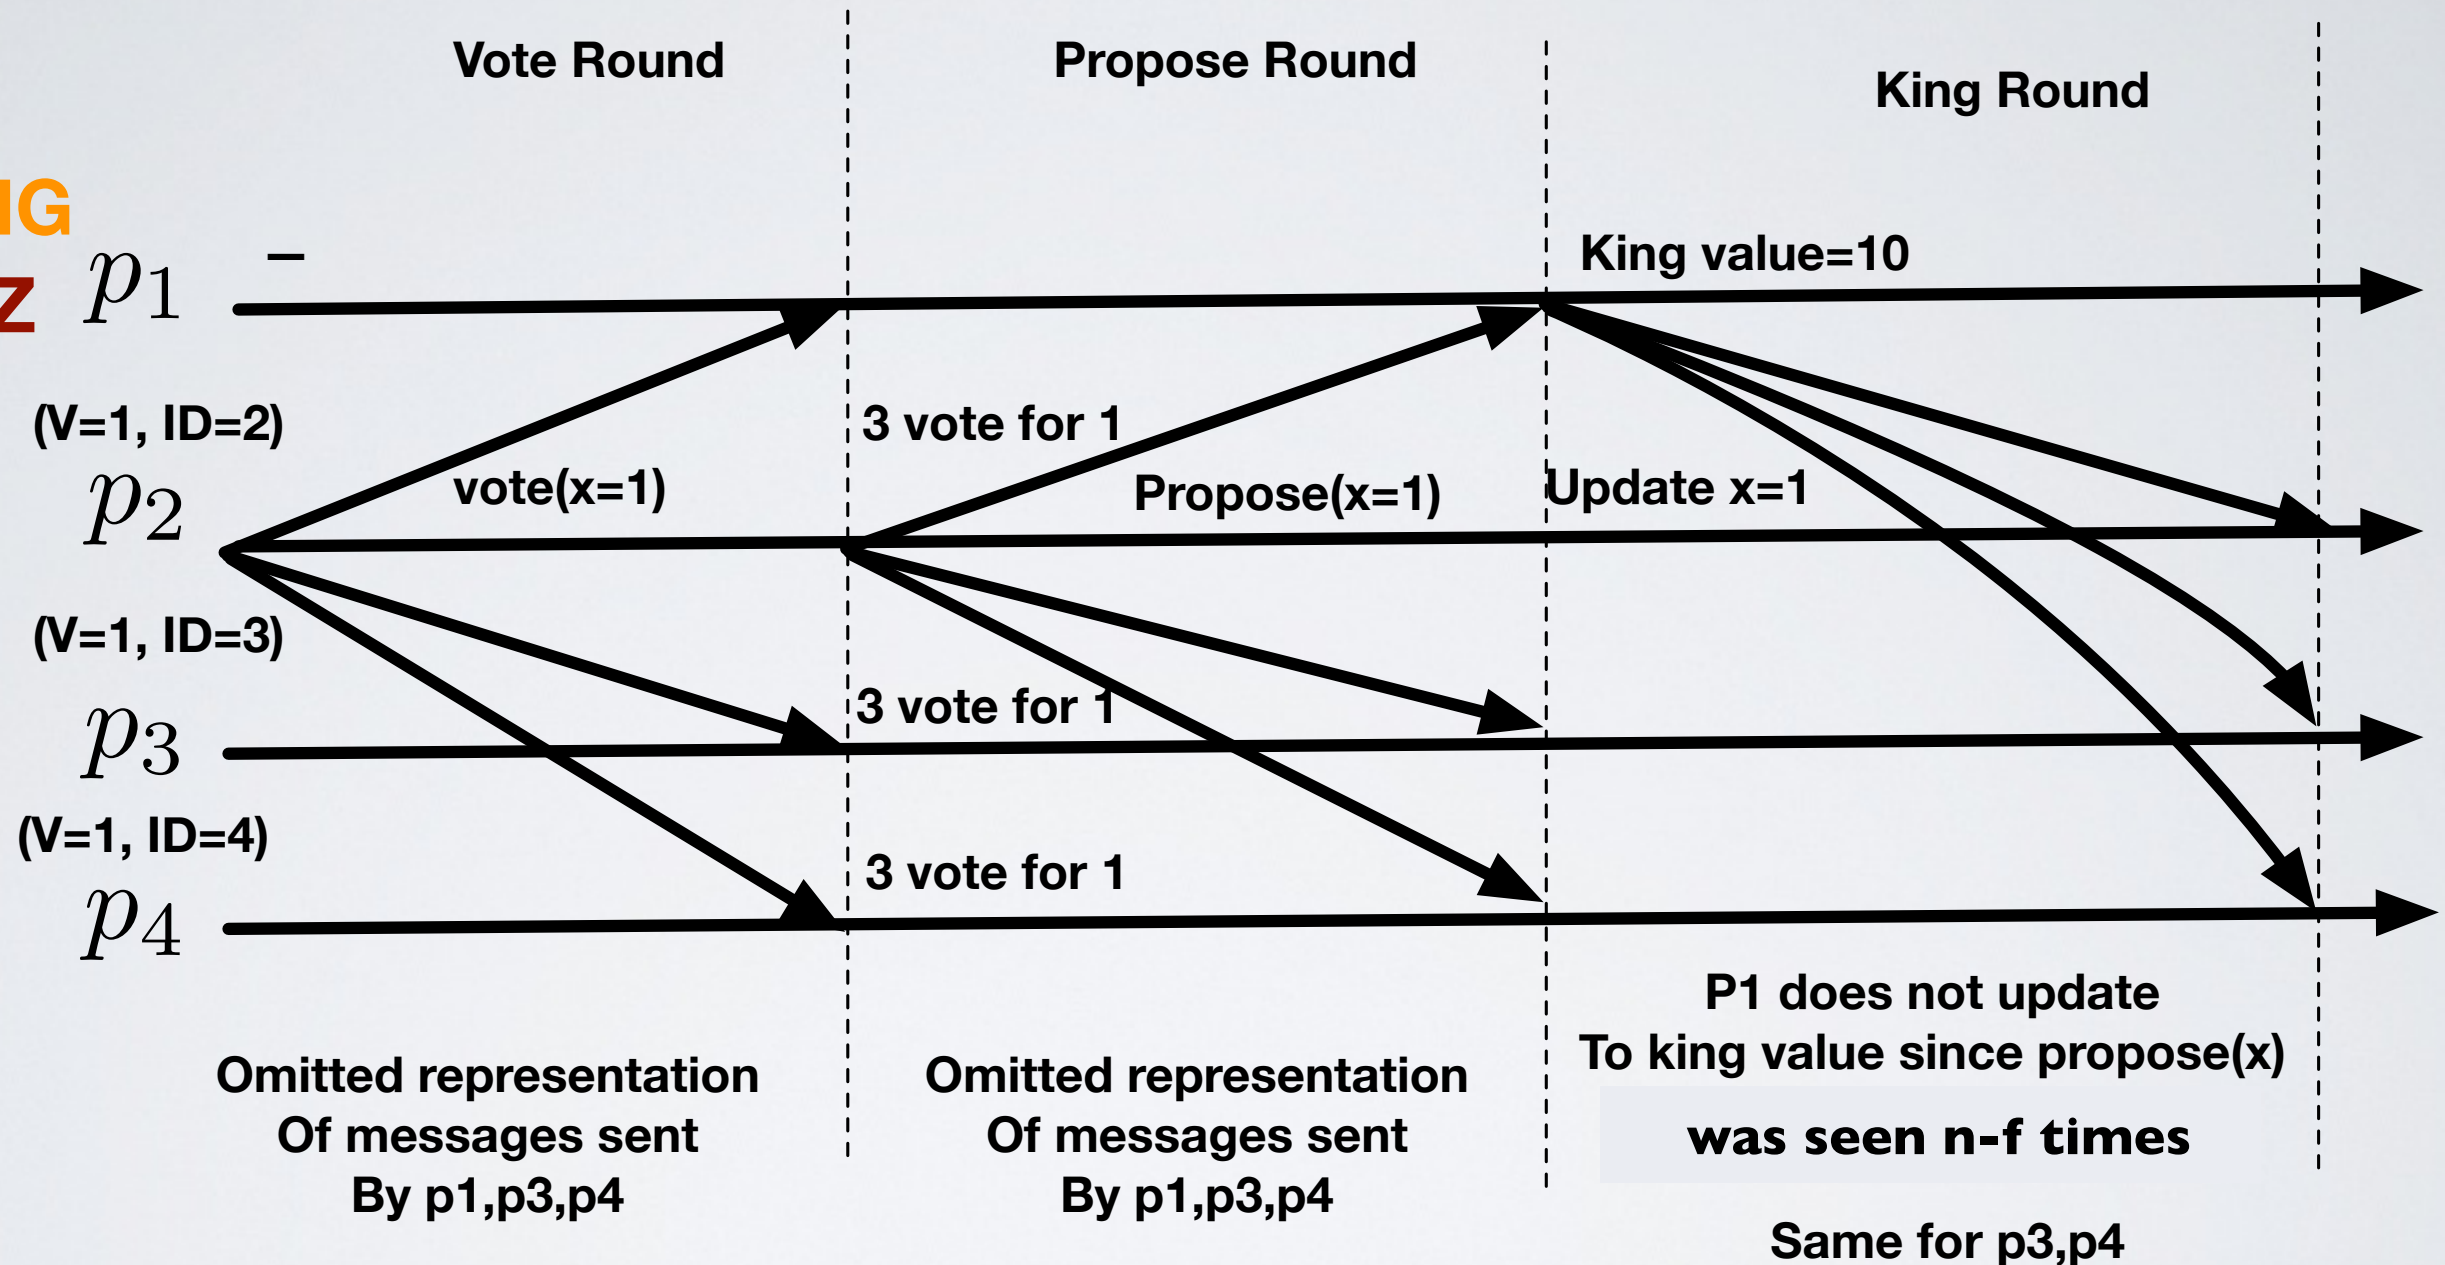 Vote Round
Propose Round
King Round
IG
Z
p1
–
King value=10
(V=1, ID=2)
3 vote for 1
p2
vote(x=1)
Propose(x=1)
Update x=1
(V=1, ID=3)
p3
3 vote for 1
(V=1, ID=4)
3 vote for 1
p4
Omitted representation
Of messages sent
By p1,p3,p4
Omitted representation
Of messages sent
By p1,p3,p4
P1 does not update
To king value since propose(x)
was seen n-f times
Same for p3,p4